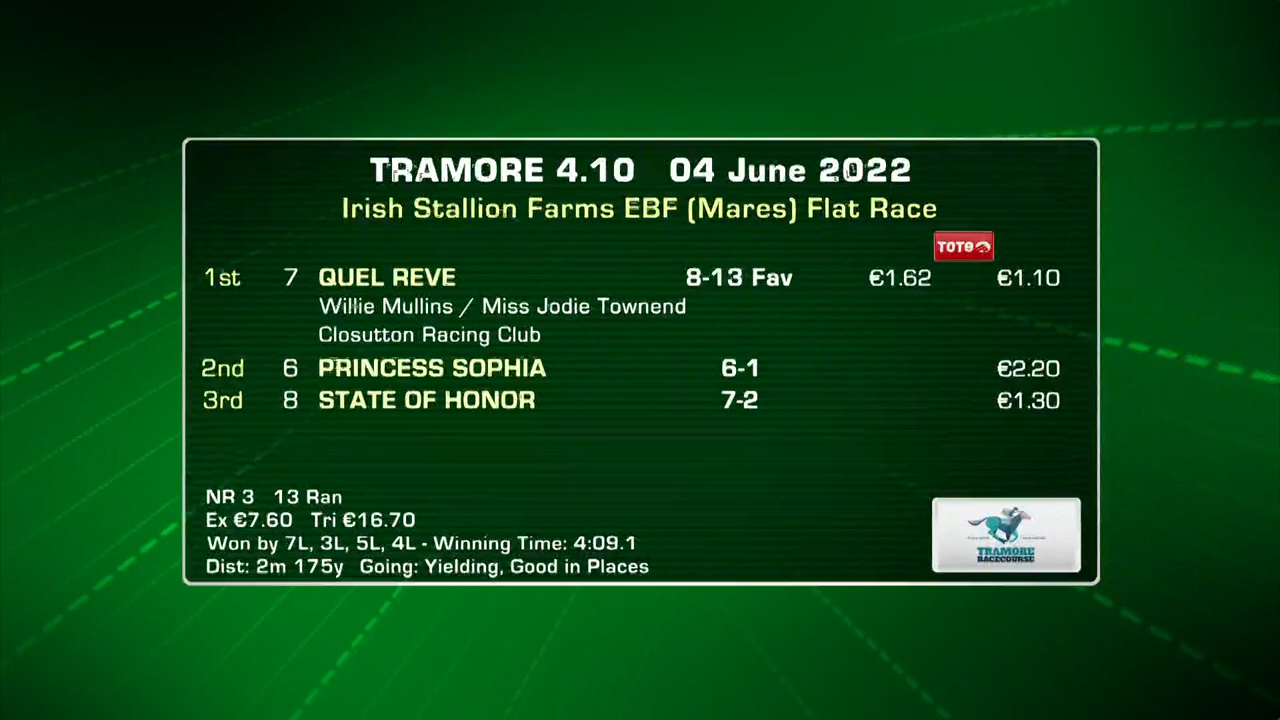 TRAMORE 4.10 04 June 2022
Irish Stallion Farms EBF (Mares) Flat Race
TOTE
1st 7 QUEL REVE 8-13 Fav €1.62 €1.10
Willie Mullins / Miss Jodie Townend
Closutton Racing Club
2nd 6 PRINCESS SOPHIA 6-1 €2.20
3rd 8 STATE OF HONOR 7-2 €1.30
NR 3 13 Ran
Ex €7.60 Tri €16.70
Won by 7L, 3L, 5L, 4L - Winning Time: 4:09.1
Dist: 2m 175y Going: Yielding, Good in Places
TRAMORE
RACECOURSE